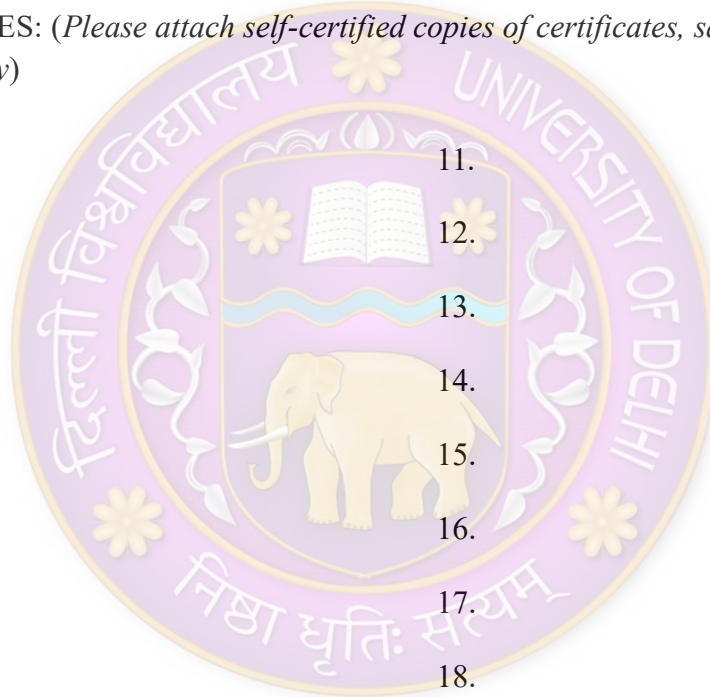 ES: (Please attach self-certified copies of certificates,
)
दिल्ली विश्वविद्यालय
UNIVERSITY OF DELHI
11.
12.
13.
14.
15.
16.
17.
18.
निष्ठा धृतिः सत्यम्